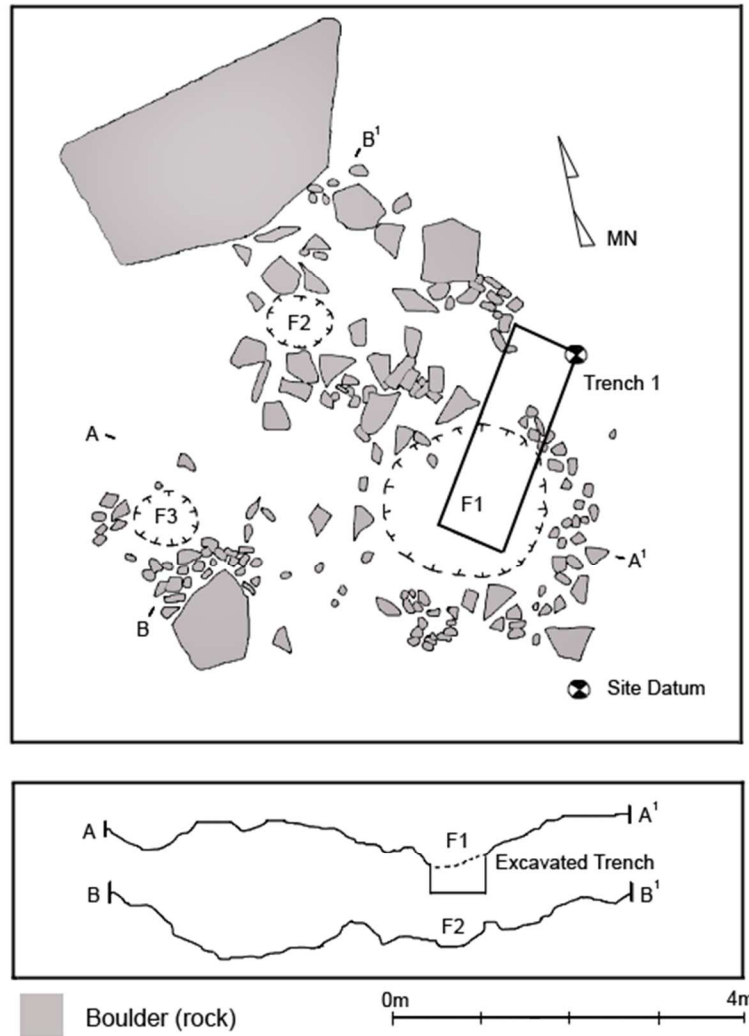 B¹
MN
F2
Trench 1
A
F1
F3
A¹
B
Site Datum
A
F1
A¹
Excavated Trench
B
F2
B¹
Boulder (rock)
0m
4m